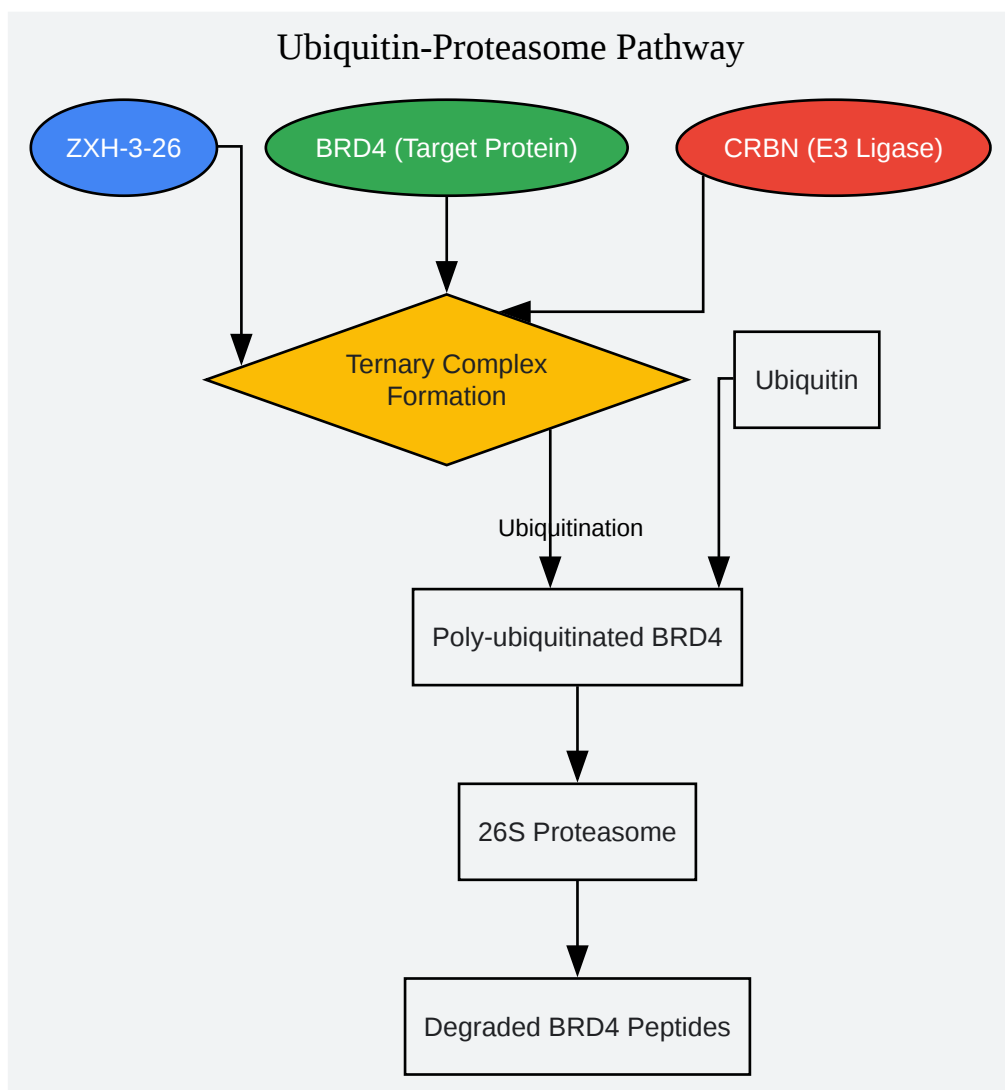 Ubiquitin-Proteasome Pathway
ZXH-3-26
BRD4 (Target Protein)
CRBN (E3 Ligase)
Ternary Complex
Formation
Ubiquitin
Ubiquitination
Poly-ubiquitinated BRD4
26S Proteasome
Degraded BRD4 Peptides